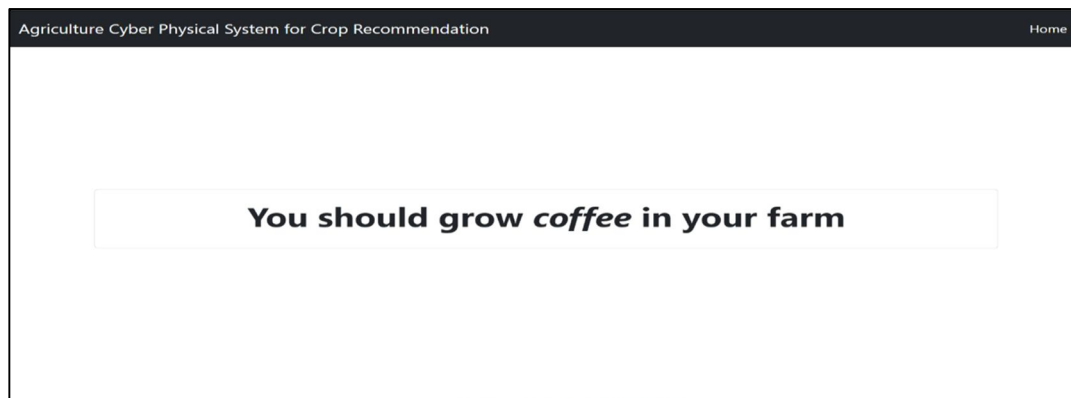 Agriculture Cyber Physical System for Crop Recommendation
Home
You should grow coffee in your farm